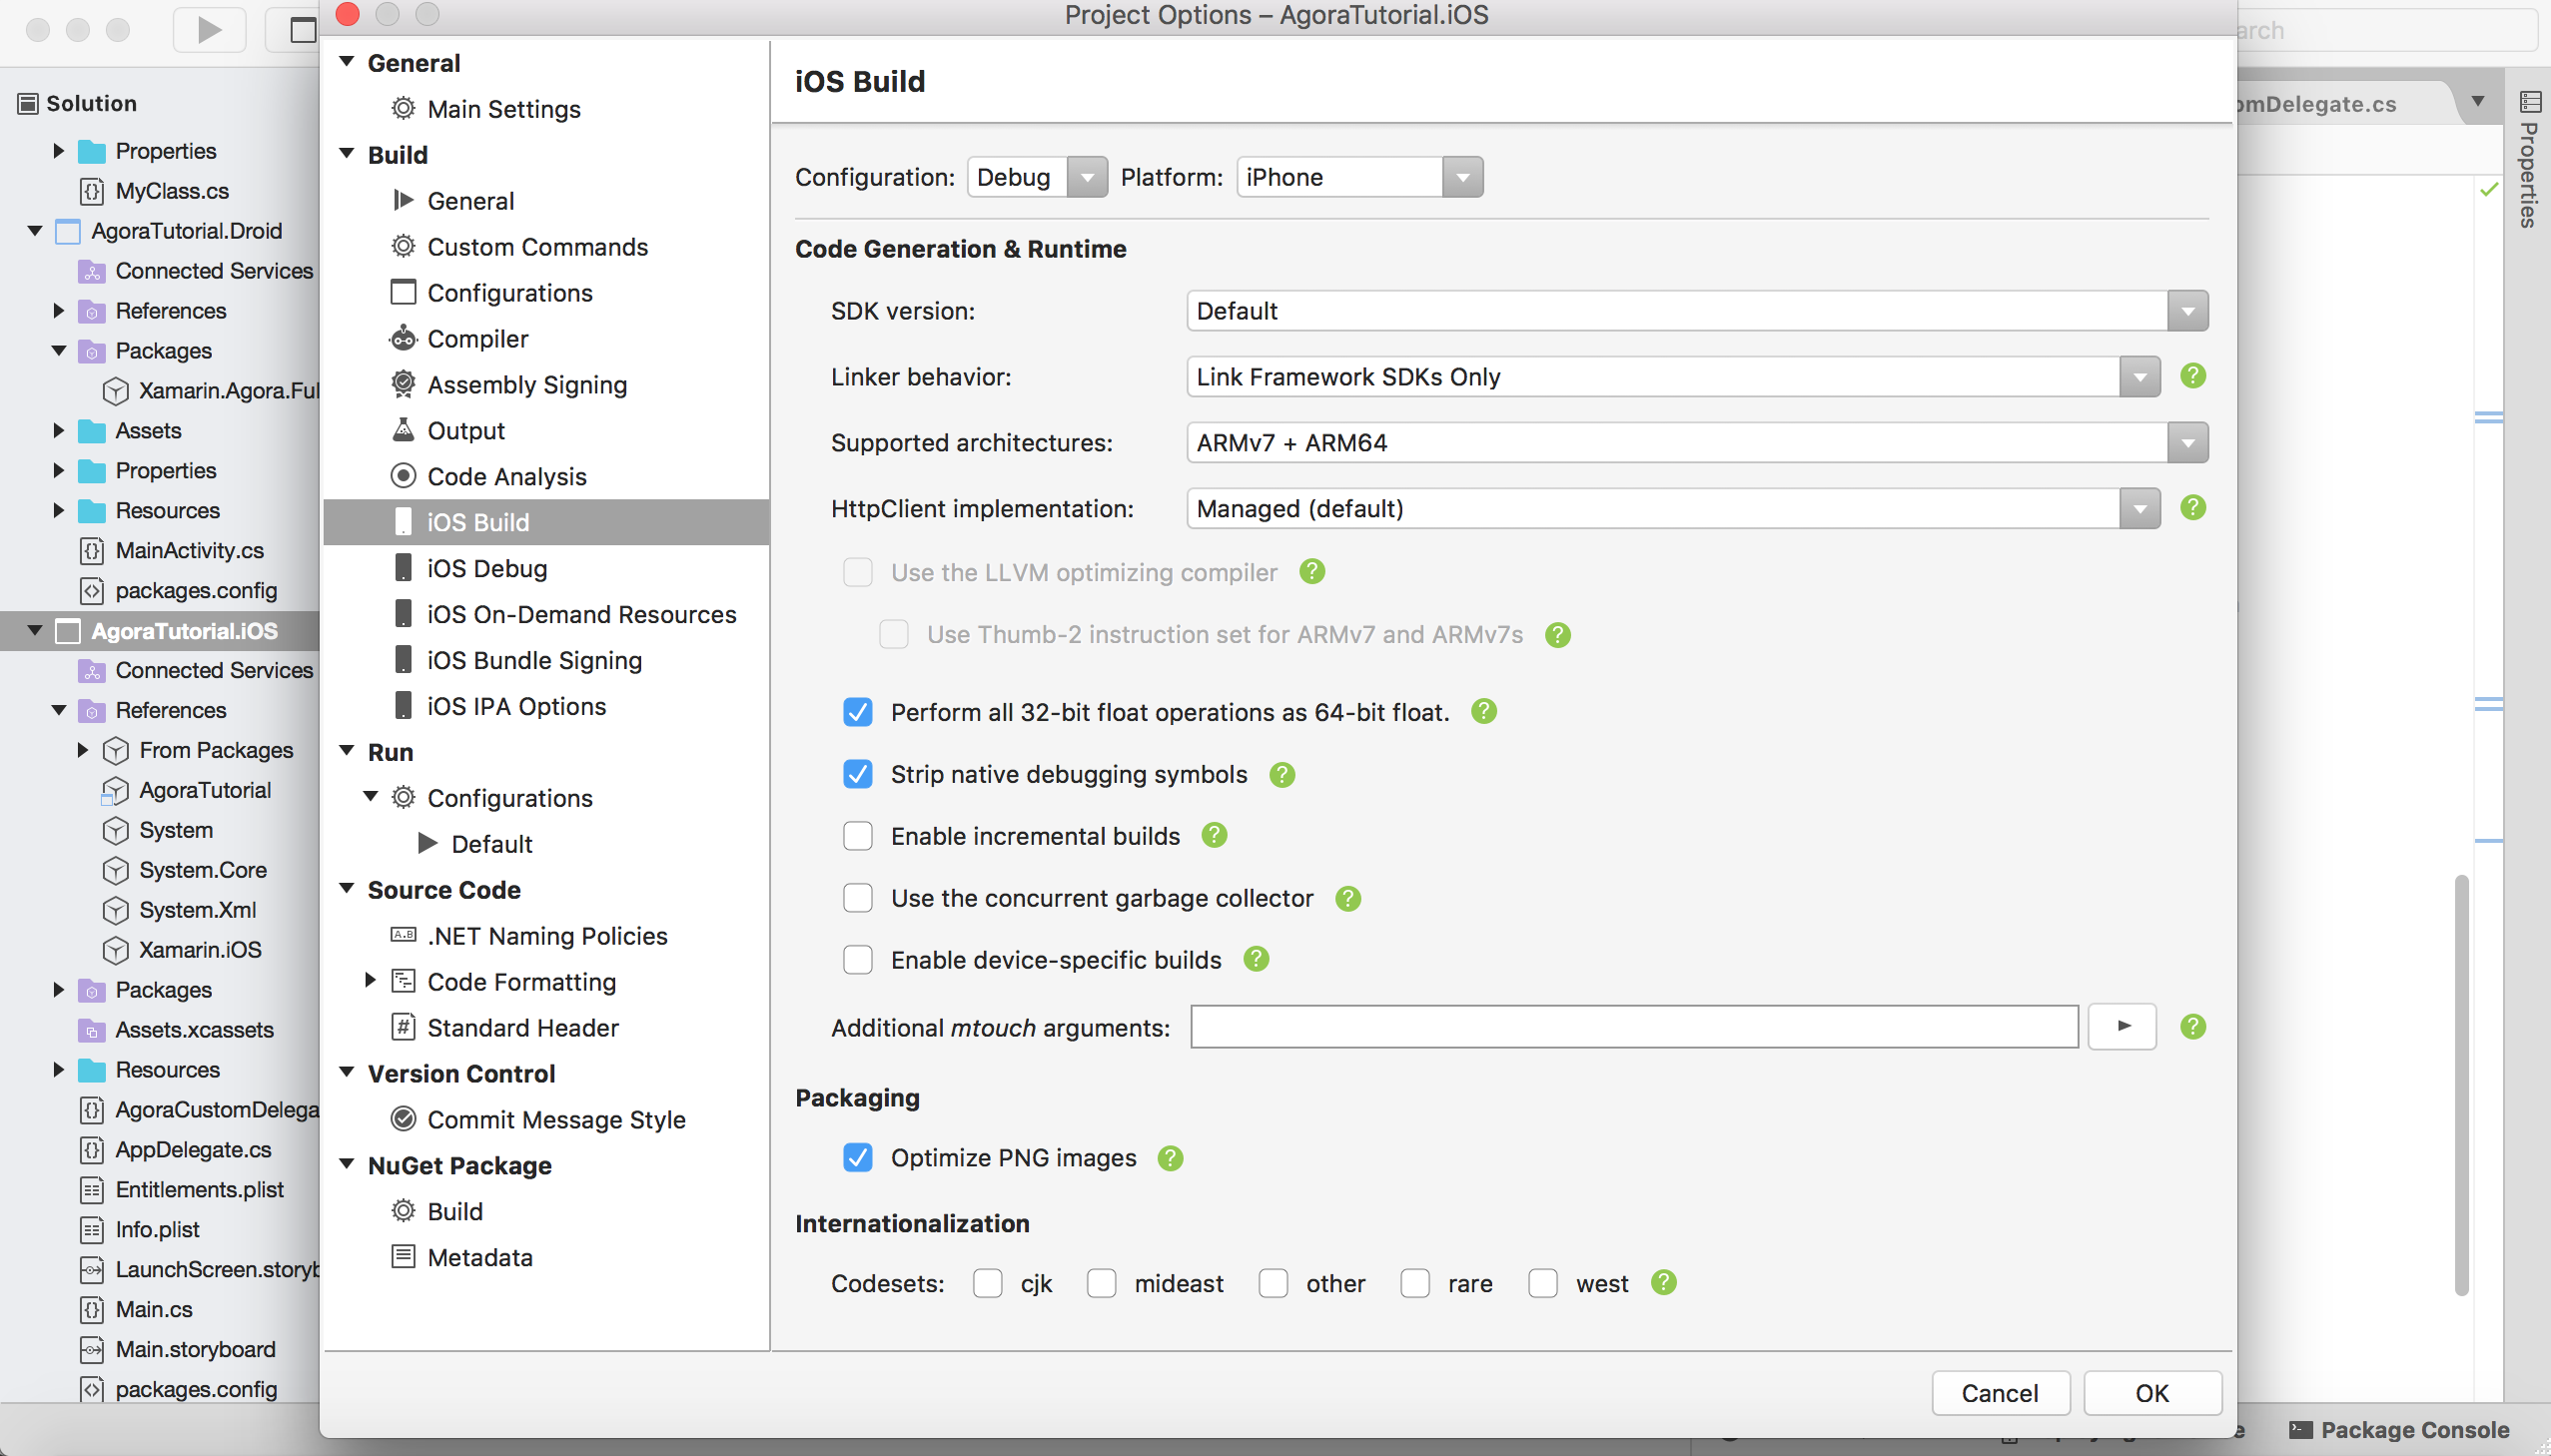 Project Options – AgoraTutorial.iOS
arch
Solution
Properties
MyClass.cs
AgoraTutorial.Droid
Connected Services
References
Packages
Xamarin.Agora.Ful
Assets
Properties
Resources
MainActivity.cs
packages.config
AgoraTutorial.iOS
Connected Services
References
From Packages
AgoraTutorial
System
System.Core
System.Xml
Xamarin.iOS
Packages
Assets.xcassets
Resources
AgoraCustomDelega
AppDelegate.cs
Entitlements.plist
Info.plist
LaunchScreen.storyb
Main.cs
Main.storyboard
packages.config
General
Main Settings
Build
General
Custom Commands
Configurations
Compiler
Assembly Signing
Output
Code Analysis
iOS Build
iOS Debug
iOS On-Demand Resources
iOS Bundle Signing
iOS IPA Options
Run
Configurations
Default
Source Code
A.B .NET Naming Policies
Code Formatting
# Standard Header
Version Control
Commit Message Style
NuGet Package
Build
Metadata
iOS Build
Configuration: Debug Platform: iPhone
Code Generation & Runtime
SDK version: Default
Linker behavior: Link Framework SDKs Only ?
Supported architectures: ARMv7 + ARM64
HttpClient implementation: Managed (default) ?
Use the LLVM optimizing compiler ?
Use Thumb-2 instruction set for ARMv7 and ARMv7s ?
Perform all 32-bit float operations as 64-bit float. ?
Strip native debugging symbols ?
Enable incremental builds ?
Use the concurrent garbage collector ?
Enable device-specific builds ?
Additional mtouch arguments: ?
Packaging
Optimize PNG images ?
Internationalization
Codesets: cjk mideast other rare west ?
Cancel OK
omDelegate.cs
Properties
Package Console